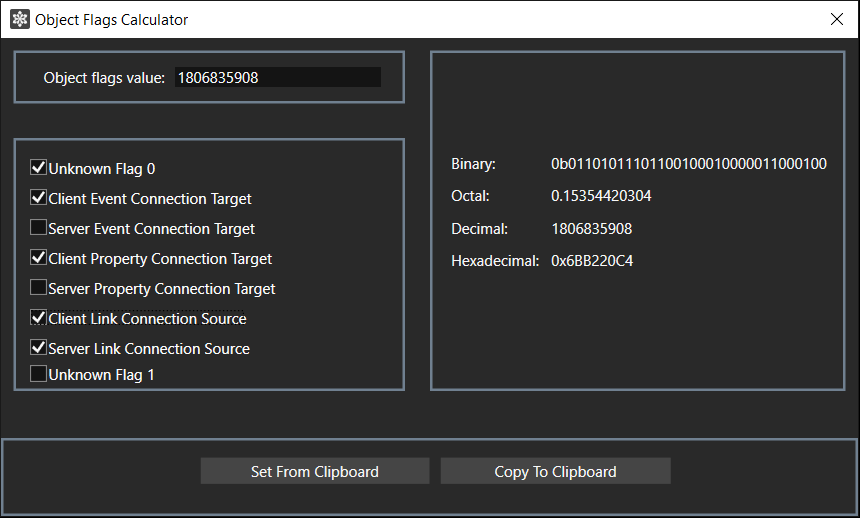 Object Flags Calculator
Object flags value: 1806835908
Unknown Flag 0
Client Event Connection Target
Server Event Connection Target
Client Property Connection Target
Server Property Connection Target
Client Link Connection Source
Server Link Connection Source
Unknown Flag 1
Binary: 0b01101011101100100010000011000100
Octal: 0.15354420304
Decimal: 1806835908
Hexadecimal: 0x6BB220C4
Set From Clipboard
Copy To Clipboard